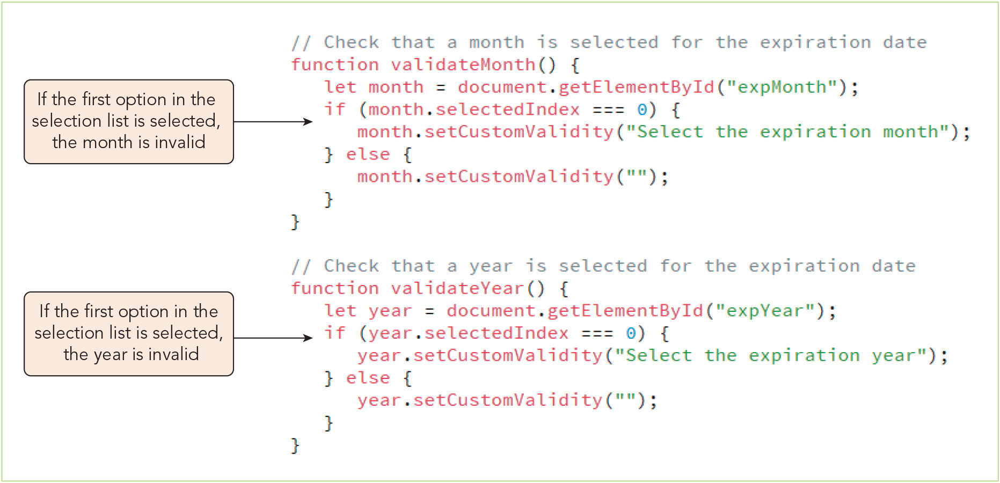 // Check that a month is selected for the expiration date
function validateMonth() {
let month = document.getElementById("expMonth");
If the first option in the
selection list is selected,
the month is invalid
if (month.selectedIndex === 0) {
month.setCustomValidity("Select the expiration month");
} else {
month.setCustomValidity("");
}
}
// Check that a year is selected for the expiration date
function validateYear() {
let year = document.getElementById("expYear");
If the first option in the
selection list is selected,
the year is invalid
if (year.selectedIndex === 0) {
year.setCustomValidity("Select the expiration year");
} else {
year.setCustomValidity("");
}
}